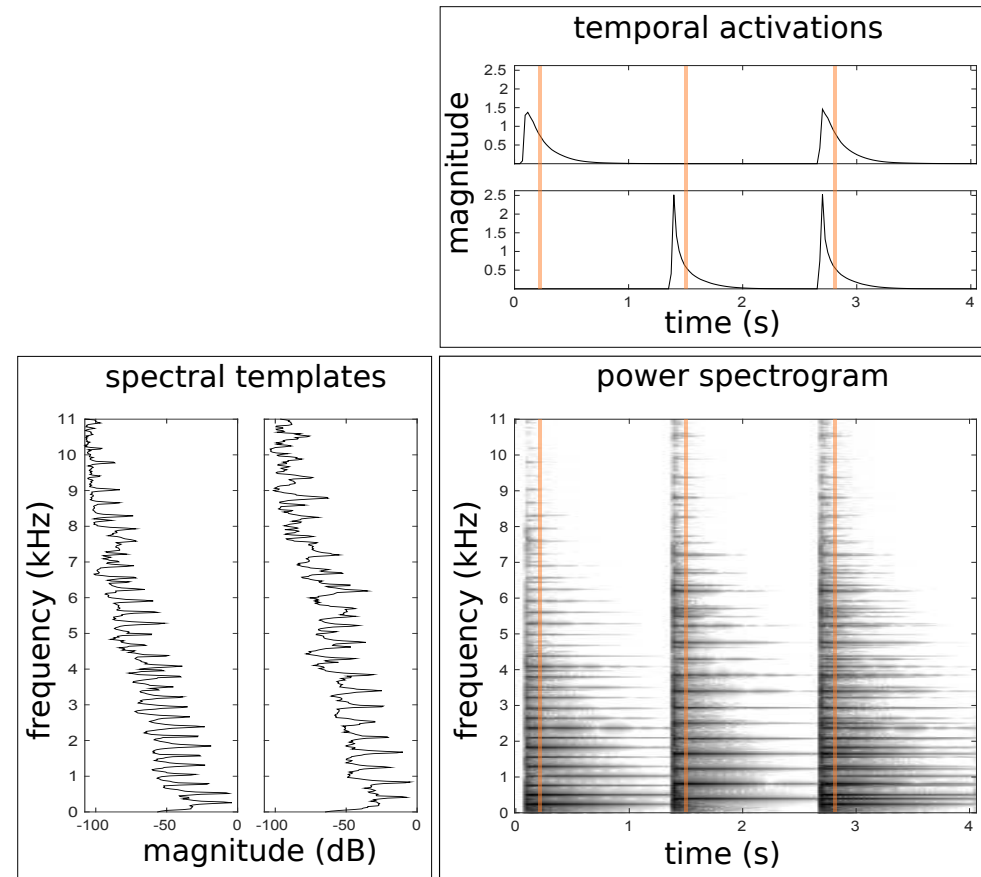 temporal activations
magnitude
2.5
2
1.5
1
0.5
2.5
2
1.5
1
0.5
0 1 2 3 4
time (s)
spectral templates
frequency (kHz)
11
10
9
8
7
6
5
4
3
2
1
0
-100 -50 0
-100 -50 0
magnitude (dB)
power spectrogram
frequency (kHz)
11
10
9
8
7
6
5
4
3
2
1
0
0 1 2 3 4
time (s)